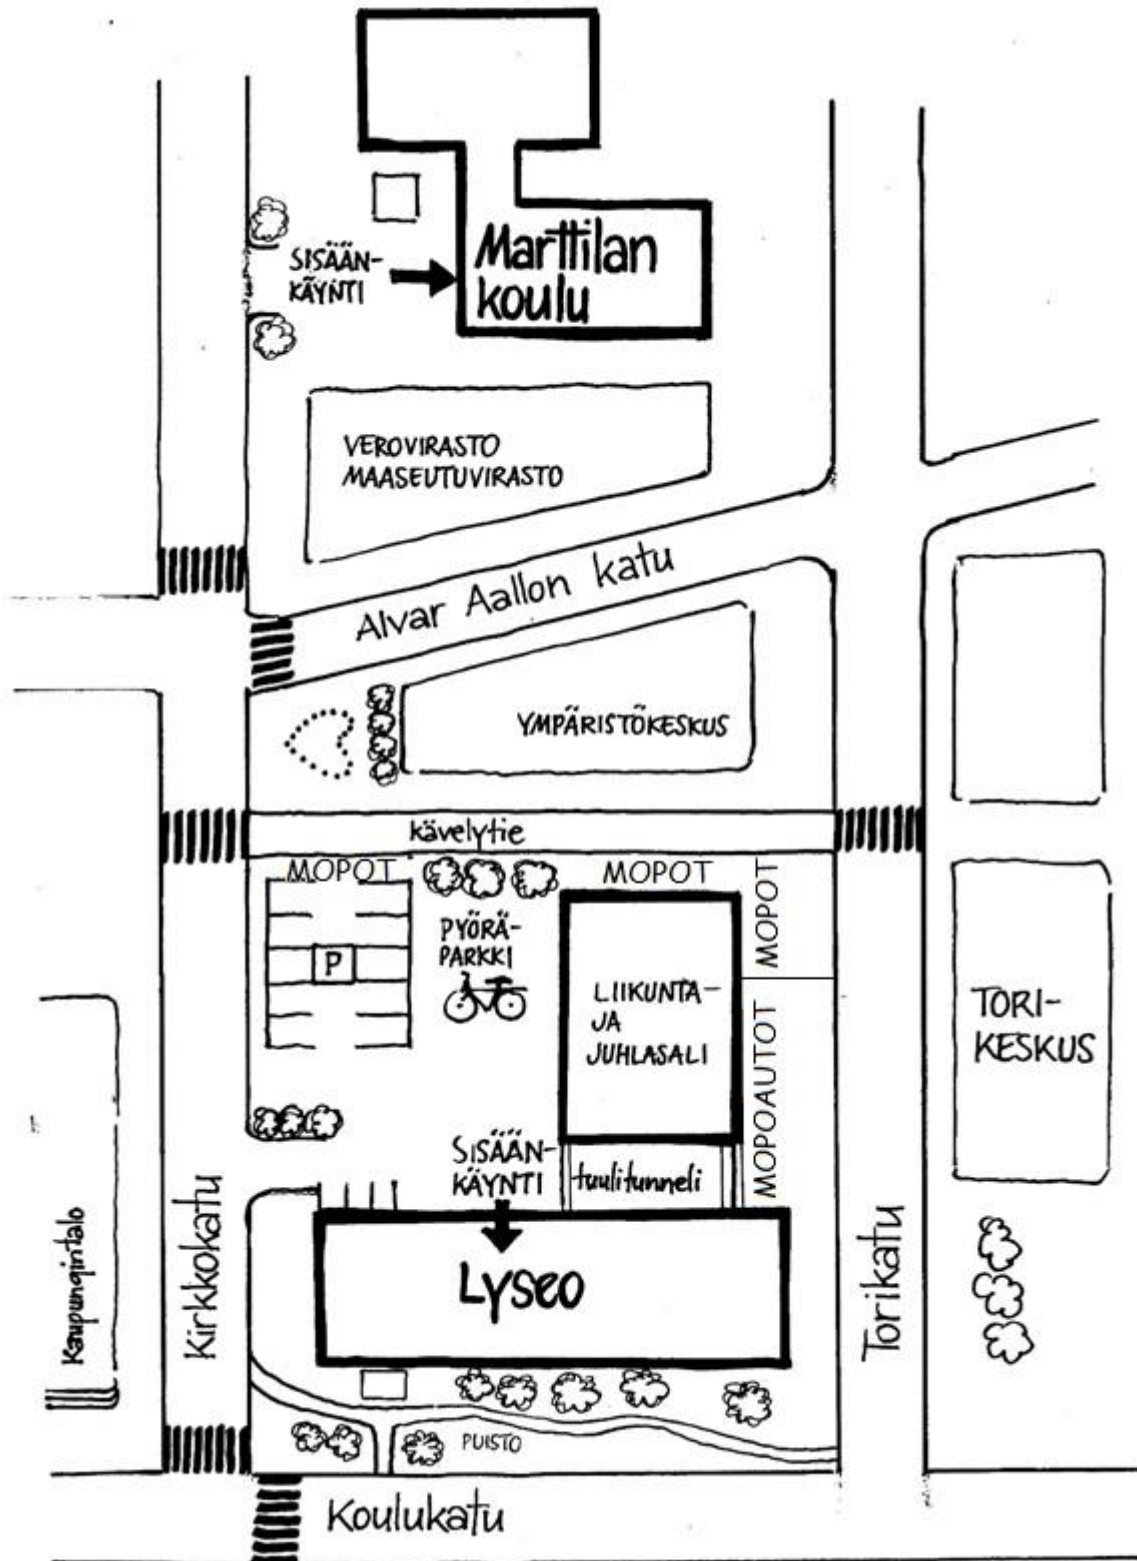 Marttilan
koulu
SISÄÄN-
KÄYNTI
VEROVIRASTO
MAASEUTUVIRASTO
Alvar Aallon katu
YMPÄRISTÖKESKUS
kävelytie
MOPOT
MOPOT
MOPOT
PYÖRÄ-
PARKKI
P
LIIKUNTA-
JA
JUHLASALI
MOPOAUTOT
TORI-
KESKUS
SISÄÄN-
KÄYNTI
tuulitunneli
Kaupungintalo
Kirkkokatu
Lyseo
Torikatu
PUISTO
Koulukatu